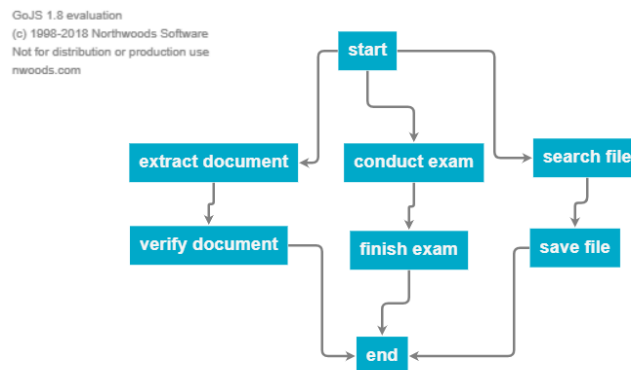 GoJS 1.8 evaluation
(c) 1998-2018 Northwoods Software
Not for distribution or production use
nwoods.com
start
extract document
conduct exam
search file
verify document
finish exam
save file
end